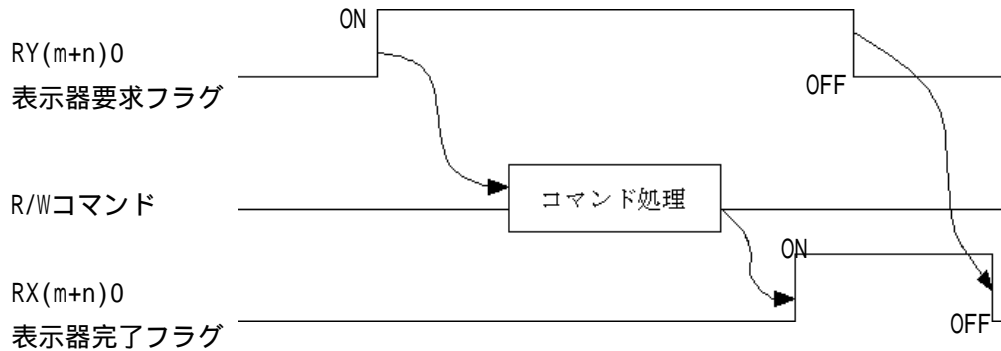 ON
RY(m+n)0
表示器要求フラグ
OFF
R/Wコマンド
コマンド処理
ON
RX(m+n)0
表示器完了フラグ
OFF